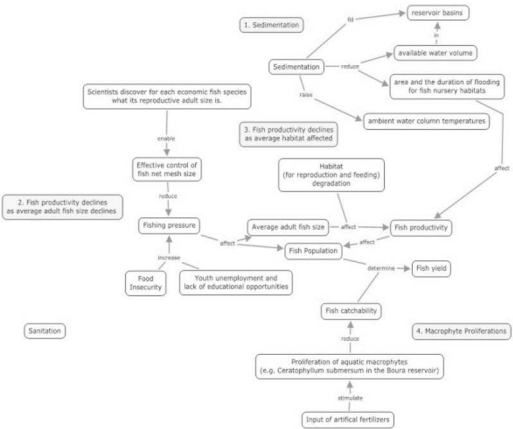 reservoir basins
1. Sedimentation
fill
in
available water volume
Sedimentation
reduce
area and the duration of flooding
for fish nursery habitats
raise
Scientists discover for each economic fish species
what its reproductive adult size is.
ambient water column temperatures
3. Fish productivity declines
as average habitat affected
enable
Effective control of
fish net mesh size
Habitat
(for reproduction and feeding)
degradation
affect
reduce
2. Fish productivity declines
as average adult fish size declines
Fishing pressure
Average adult fish size
affect
Fish productivity
affect
affect
Fish Population
increase
determine
Fish yield
Food
Insecurity
Youth unemployment and
lack of educational opportunities
Fish catchability
Sanitation
4. Macrophyte Proliferations
reduce
Proliferation of aquatic macrophytes
(e.g. Ceratophyllum submersum in the Boura reservoir)
stimulate
Input of artifical fertilizers